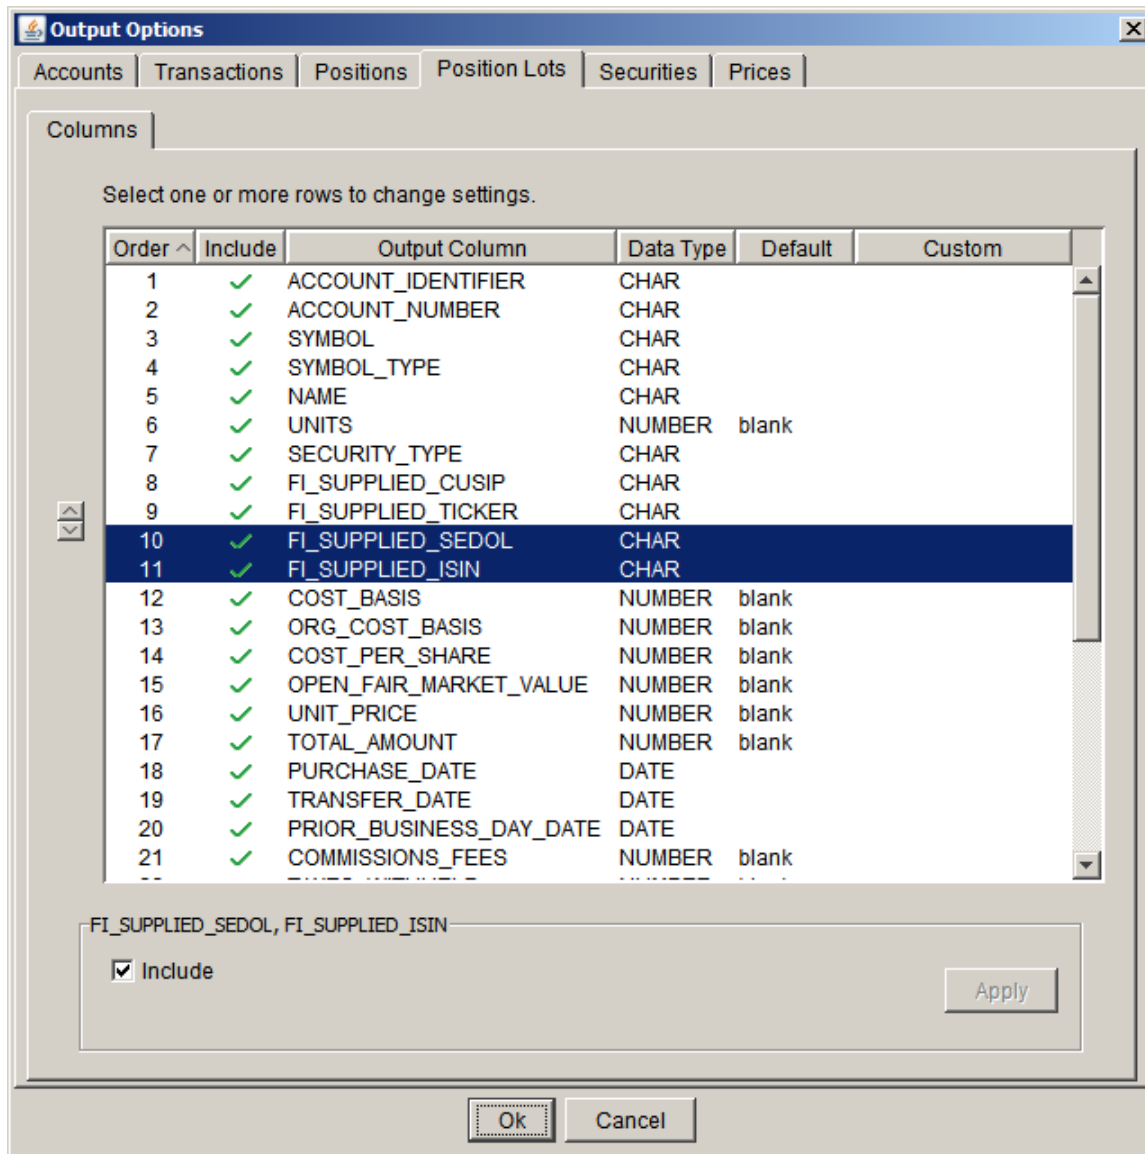 Output Options
Accounts Transactions Positions Position Lots Securities Prices
Columns
Select one or more rows to change settings.
Order Include Output Column Data Type Default Custom
1 ACCOUNT_IDENTIFIER CHAR
2 ACCOUNT_NUMBER CHAR
3 SYMBOL CHAR
4 SYMBOL_TYPE CHAR
5 NAME CHAR
6 UNITS NUMBER blank
7 SECURITY_TYPE CHAR
8 FI_SUPPLIED_CUSIP CHAR
9 FI_SUPPLIED_TICKER CHAR
10 FI_SUPPLIED_SEDOL CHAR
11 FI_SUPPLIED_ISIN CHAR
12 COST_BASIS NUMBER blank
13 ORG_COST_BASIS NUMBER blank
14 COST_PER_SHARE NUMBER blank
15 OPEN_FAIR_MARKET_VALUE NUMBER blank
16 UNIT_PRICE NUMBER blank
17 TOTAL_AMOUNT NUMBER blank
18 PURCHASE_DATE DATE
19 TRANSFER_DATE DATE
20 PRIOR_BUSINESS_DAY_DATE DATE
21 COMMISSIONS_FEES NUMBER blank
FI_SUPPLIED_SEDOL, FI_SUPPLIED_ISIN
Include
Apply
Ok Cancel